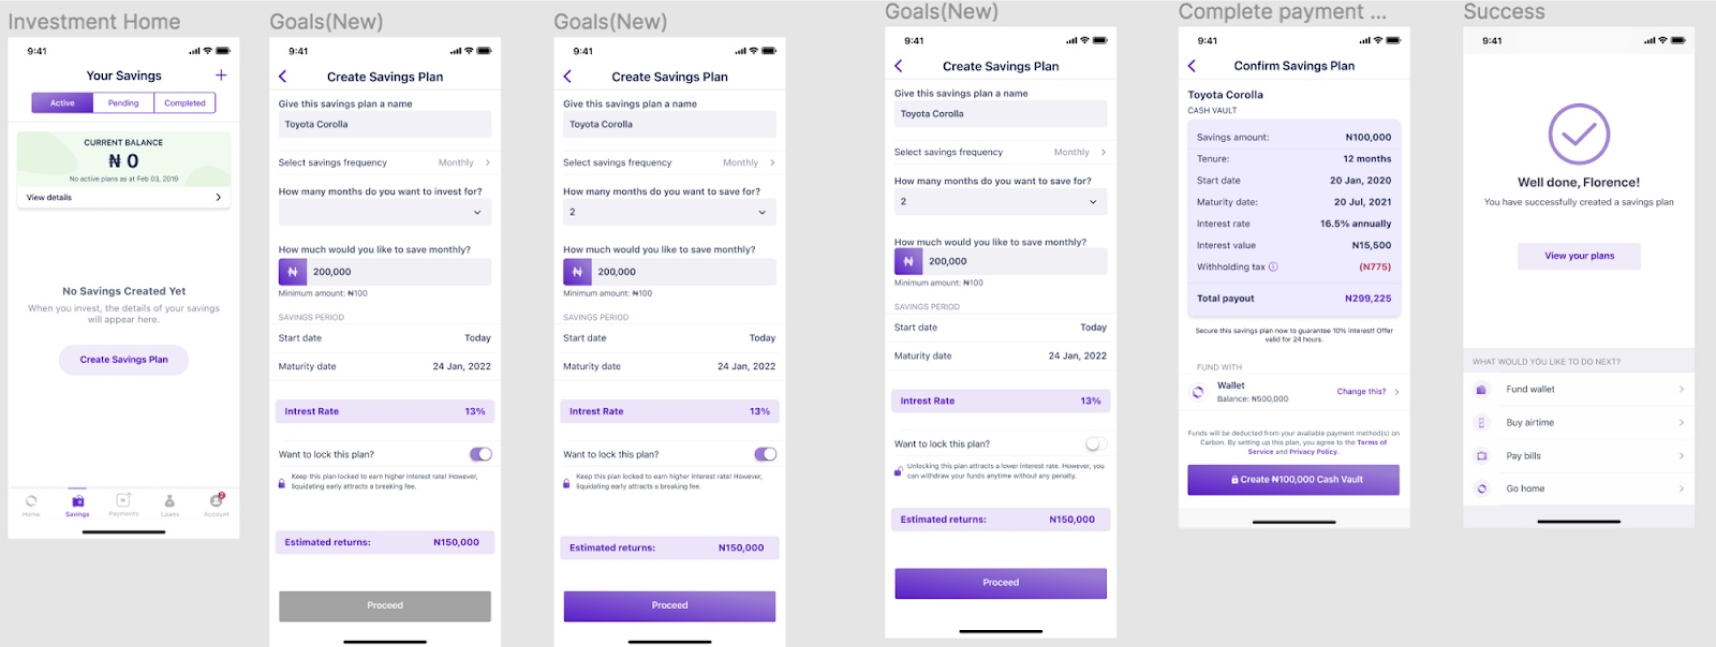 Investment Home
9:41
Your Savings
+
Active
Pending
Completed
CURRENT BALANCE
₦ 0
No active plans as at Feb 03, 2019
View details
No Savings Created Yet
When you invest, the details of your savings
will appear here.
Create Savings Plan
Home
Savings
Payments
Loans
Account
2
Goals(New)
9:41
Create Savings Plan
Give this savings plan a name
Toyota Corolla
Select savings frequency
Monthly
How many months do you want to invest for?
How much would you like to save monthly?
₦ 200,000
Minimum amount: ₦100
SAVINGS PERIOD
Start date
Today
Maturity date
24 Jan, 2022
Intrest Rate
13%
Want to lock this plan?
Keep this plan locked to earn higher interest rate! However,
liquidating early attracts a breaking fee.
Estimated returns:
N150,000
Proceed
Goals(New)
9:41
Create Savings Plan
Give this savings plan a name
Toyota Corolla
Select savings frequency
Monthly
How many months do you want to save for?
2
How much would you like to save monthly?
₦ 200,000
Minimum amount: ₦100
SAVINGS PERIOD
Start date
Today
Maturity date
24 Jan, 2022
Intrest Rate
13%
Want to lock this plan?
Keep this plan locked to earn higher interest rate! However,
liquidating early attracts a breaking fee.
Estimated returns:
N150,000
Proceed
Goals(New)
9:41
Create Savings Plan
Give this savings plan a name
Toyota Corolla
Select savings frequency
Monthly
How many months do you want to save for?
2
How much would you like to save monthly?
₦ 200,000
Minimum amount: ₦100
SAVINGS PERIOD
Start date
Today
Maturity date
24 Jan, 2022
Intrest Rate
13%
Want to lock this plan?
Unlocking this plan attracts a lower interest rate. However, you
can withdraw your funds anytime without any penalty.
Estimated returns:
N150,000
Proceed
Complete payment ...
9:41
Confirm Savings Plan
Toyota Corolla
CASH VAULT
Savings amount:
N100,000
Tenure:
12 months
Start date
20 Jan, 2020
Maturity date:
20 Jul, 2021
Interest rate
16.5% annually
Interest value
N15,500
Withholding tax
(N775)
Total payout
N299,225
Secure this savings plan now to guarantee 10% interest! Offer
valid for 24 hours.
FUND WITH
Wallet
Balance: N500,000
Change this?
Funds will be deducted from your available payment method(s) on
Carbon. By setting up this plan, you agree to the Terms of
Service and Privacy Policy.
Create ₦100,000 Cash Vault
Success
9:41
Well done, Florence!
You have successfully created a savings plan
View your plans
WHAT WOULD YOU LIKE TO DO NEXT?
Fund wallet
Buy airtime
Pay bills
Go home